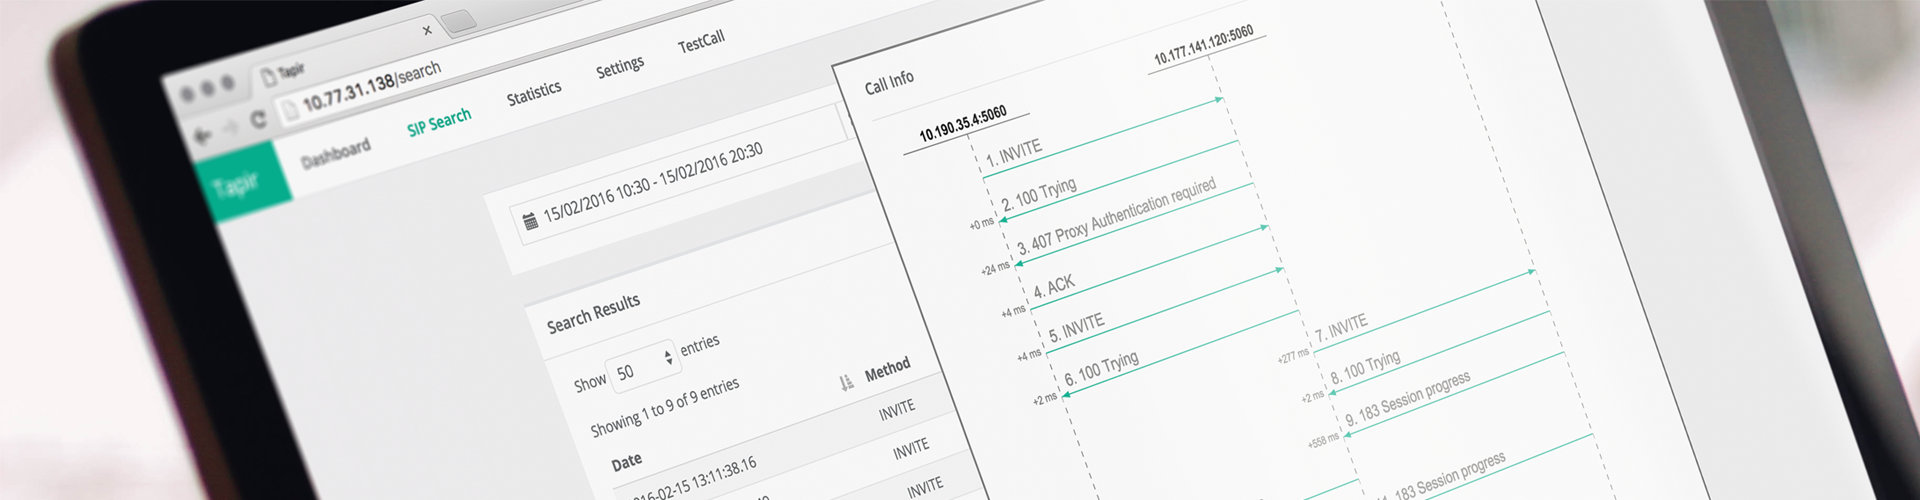 Tapir
10.77.31.138/search
Tapir
Dashboard
SIP Search
Statistics
Settings
TestCall
15/02/2016 10:30 - 15/02/2016 20:30
Search Results
Show 50 entries
Showing 1 to 9 of 9 entries
Date
Method
016-02-15 13:11:38.16
INVITE
INVITE
INVITE
Call Info
10.190.35.4:5060
10.177.141.120:5060
1. INVITE
2. 100 Trying
+0 ms
3. 407 Proxy Authentication required
+24 ms
4. ACK
+4 ms
5. INVITE
+4 ms
6. 100 Trying
+2 ms
7. INVITE
+277 ms
8. 100 Trying
+2 ms
9. 183 Session progress
+558 ms
183 Session progress